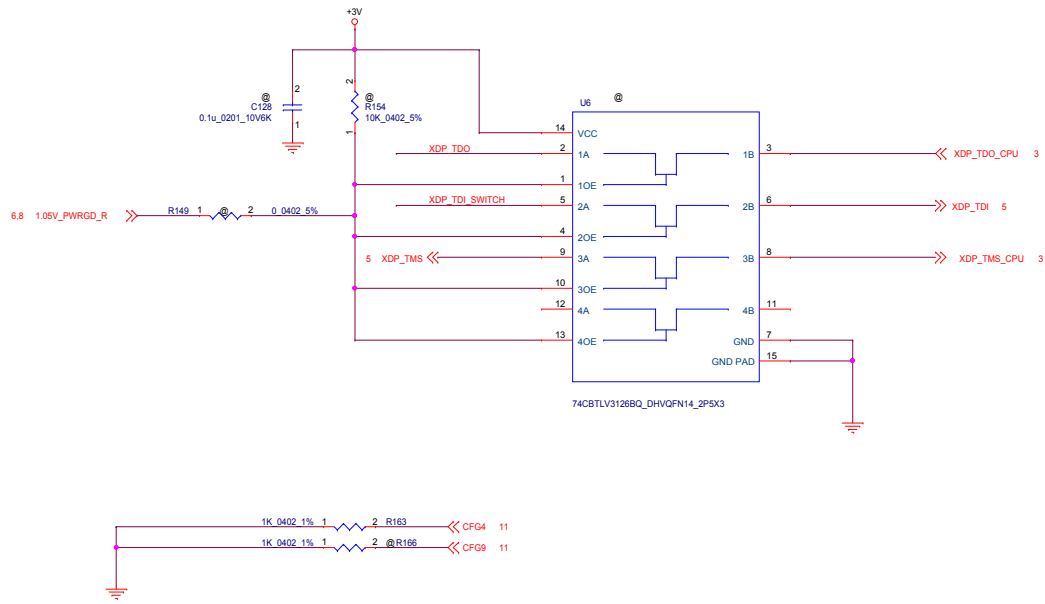 +3V
@
C128
0.1u_0201_10V6K
2
1
2
@
R154
10K_0402_5%
1
U6 @
14 VCC
XDP_TDO 2 1A 1B 3 XDP_TDO_CPU 3
1 1OE
XDP_TDI_SWITCH 5 2A 2B 6 XDP_TDI 5
6,8 1.05V_PWRGD_R R149 1 @ 2 0_0402_5%
4 2OE
5 XDP_TMS 9 3A 3B 8 XDP_TMS_CPU 3
10 3OE
12 4A 4B 11
13 4OE GND 7
GND PAD 15
74CBTLV3126BQ_DHVQFN14_2P5X3
1K_0402_1% 1 2 R163 CFG4 11
1K_0402_1% 1 2 @R166 CFG9 11